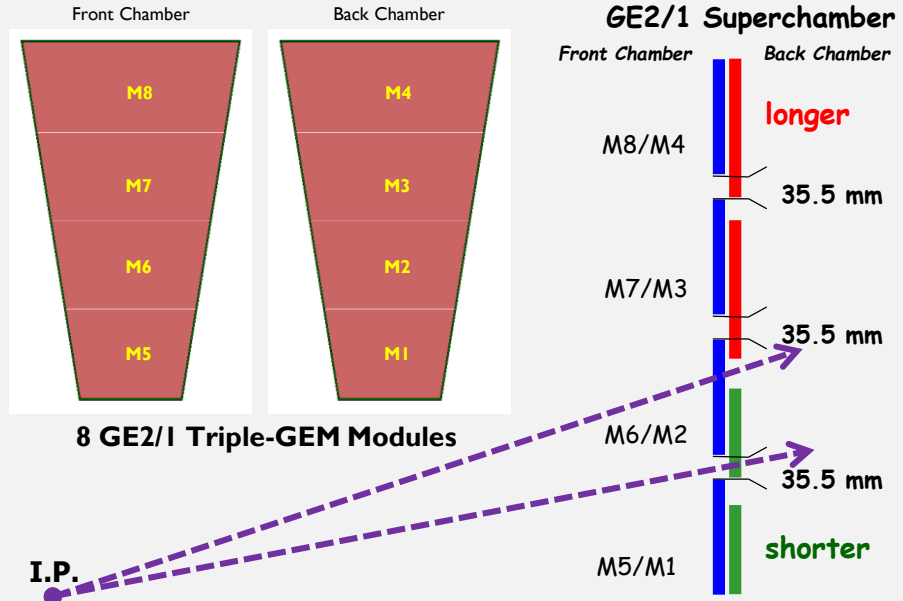 Front Chamber
Back Chamber
M8
M7
M6
M5
M4
M3
M2
M1
8 GE2/1 Triple-GEM Modules
I.P.
GE2/1 Superchamber
Front Chamber
Back Chamber
longer
M8/M4
35.5 mm
M7/M3
35.5 mm
M6/M2
35.5 mm
shorter
M5/M1